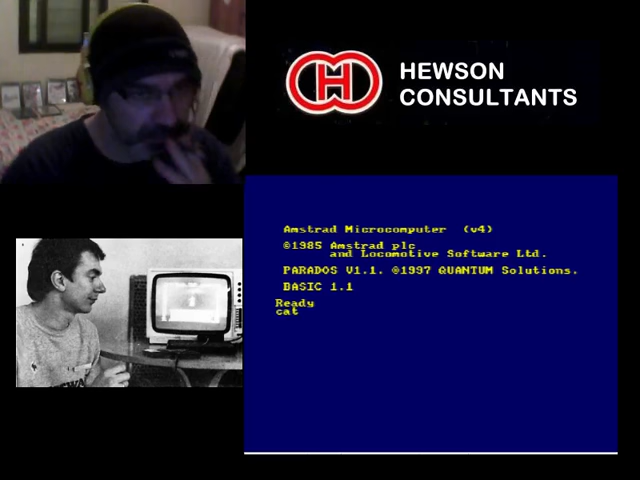 HEWSON
CONSULTANTS
Amstrad Microcomputer (v4)
©1985 Amstrad plc
and Locomotive Software Ltd.
PARADOS V1.1. ©1997 QUANTUM Solutions.
BASIC 1.1
Ready
cat